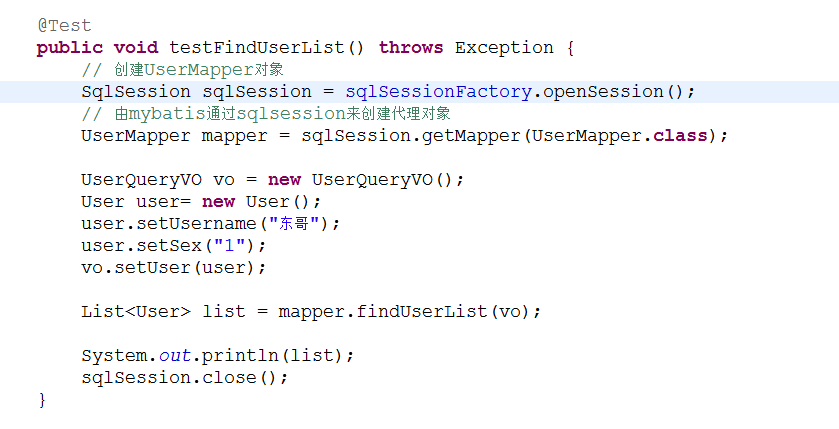 @Test
public void testFindUserList() throws Exception {
// 创建UserMapper对象
SqlSession sqlSession = sqlSessionFactory.openSession();
// 由mybatis通过sqlsession来创建代理对象
UserMapper mapper = sqlSession.getMapper(UserMapper.class);
UserQueryVO vo = new UserQueryVO();
User user= new User();
user.setUsername("东哥");
user.setSex("1");
vo.setUser(user);
List<User> list = mapper.findUserList(vo);
System.out.println(list);
sqlSession.close();
}